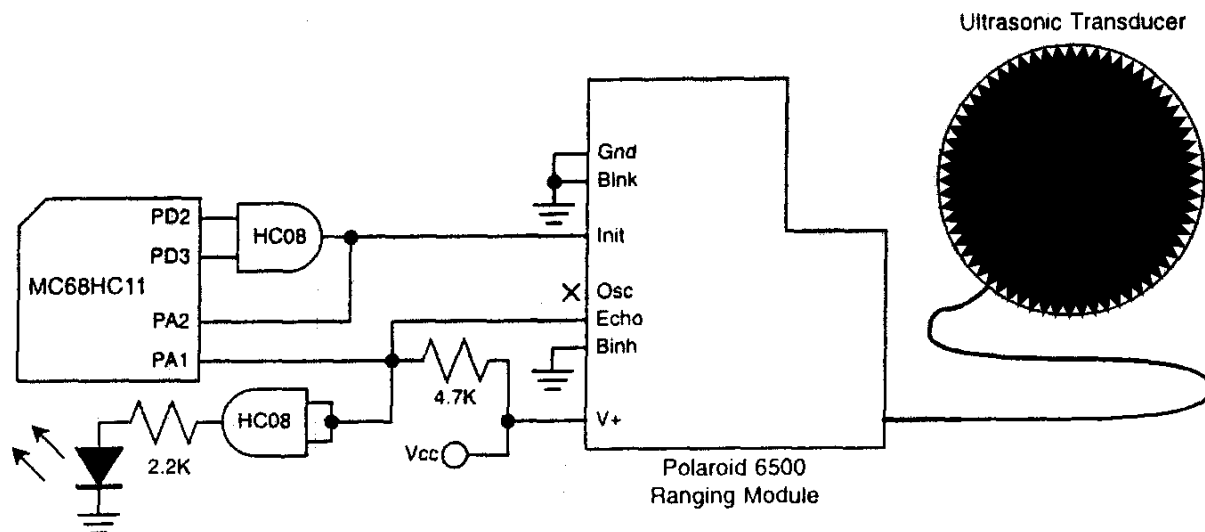 Ultrasonic Transducer
Gnd
Blnk
PD2
HC08
Init
PD3
MC68HC11
Osc
PA2
Echo
PA1
Binh
4.7K
HC08
V+
Vcc
2.2K
Polaroid 6500
Ranging Module